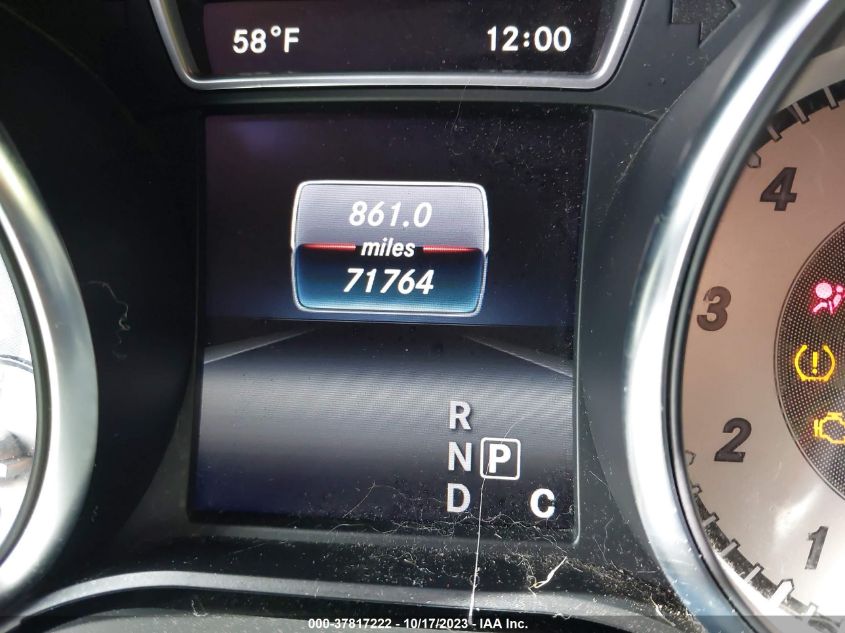 58°F 12:00
861.0
miles
71764
R
N P
D C
4
3
2
1
000-37817222 - 10/17/2023 - IAA Inc.